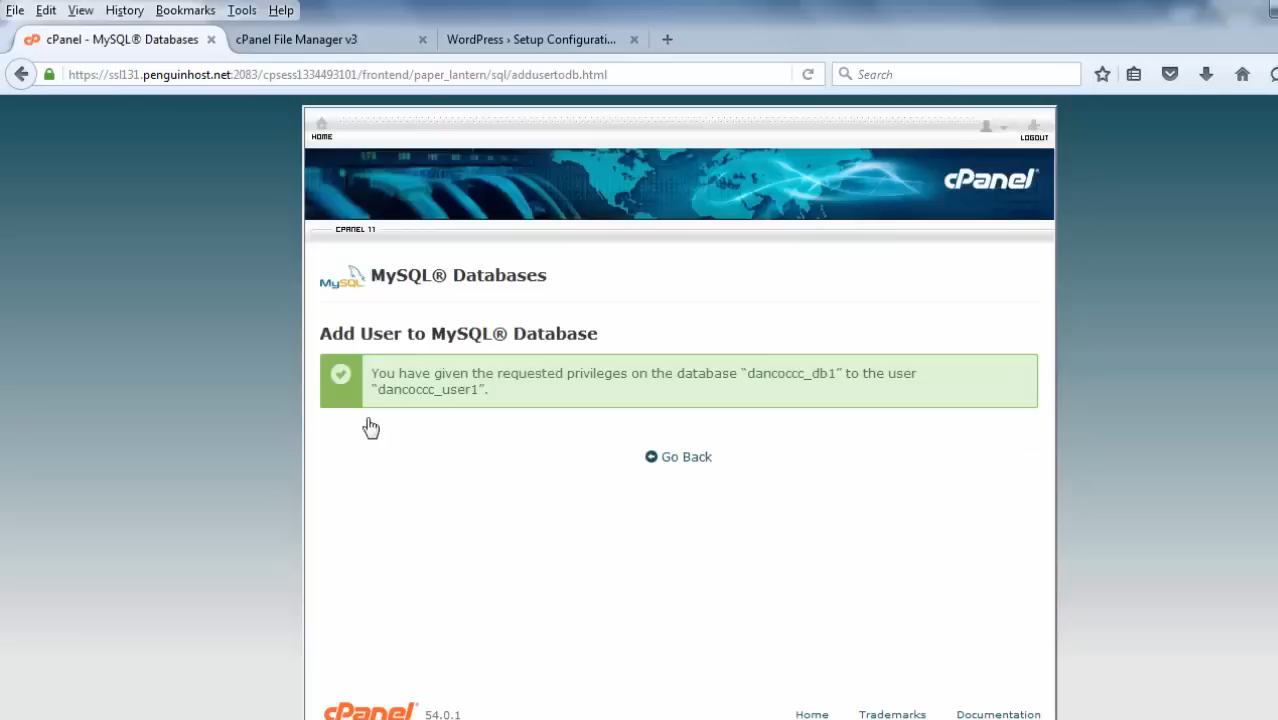 File Edit View History Bookmarks Tools Help
cPanel - MySQL® Databases × cPanel File Manager v3 × WordPress › Setup Configurati... × +
https://ssl131.penguinhost.net:2083/cpsess1334493101/frontend/paper_lantern/sql/addusertodb.html Search
HOME LOGOUT
cPanel®
CPANEL 11
MySQL MySQL® Databases
Add User to MySQL® Database
You have given the requested privileges on the database “dancoccc_db1” to the user
“dancoccc_user1”.
Go Back
cPanel® 54.0.1 Home Trademarks Documentation